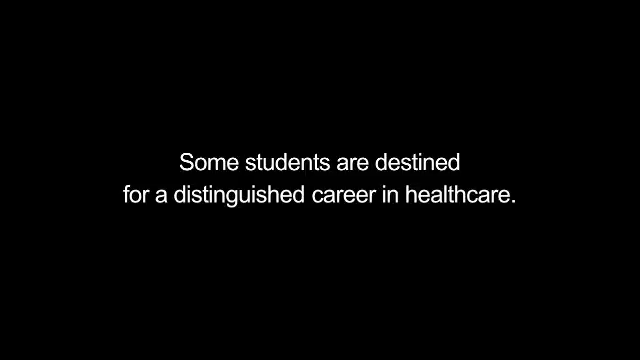 Some students are destined
for a distinguished career in healthcare.